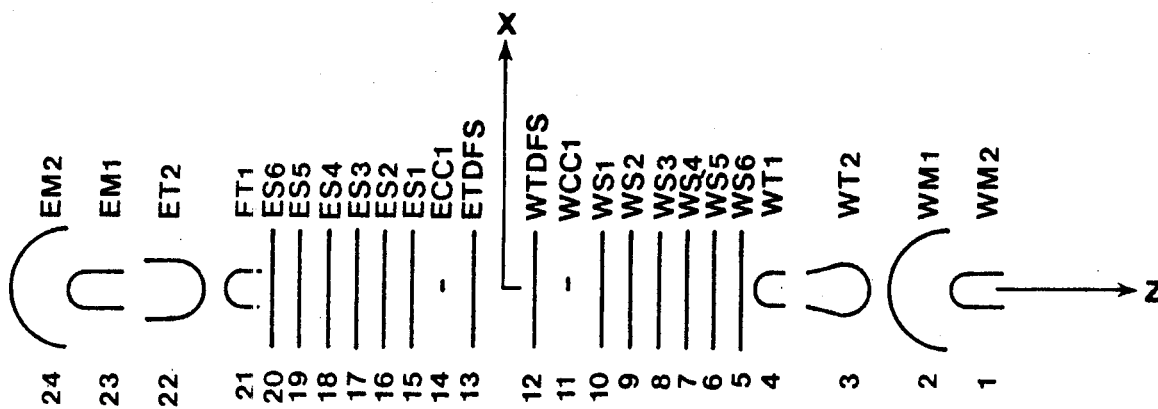 X
EM2
EM1
ET2
FT1
ES6
ES5
ES4
ES3
ES2
ES1
ECC1
ETDFS
WTDFS
WCC1
WS1
WS2
WS3
WS4
WS5
WS6
WT1
WT2
WM1
WM2
Z
24
23
22
21
20
19
18
17
16
15
14
13
12
11
10
9
8
7
6
5
4
3
2
1